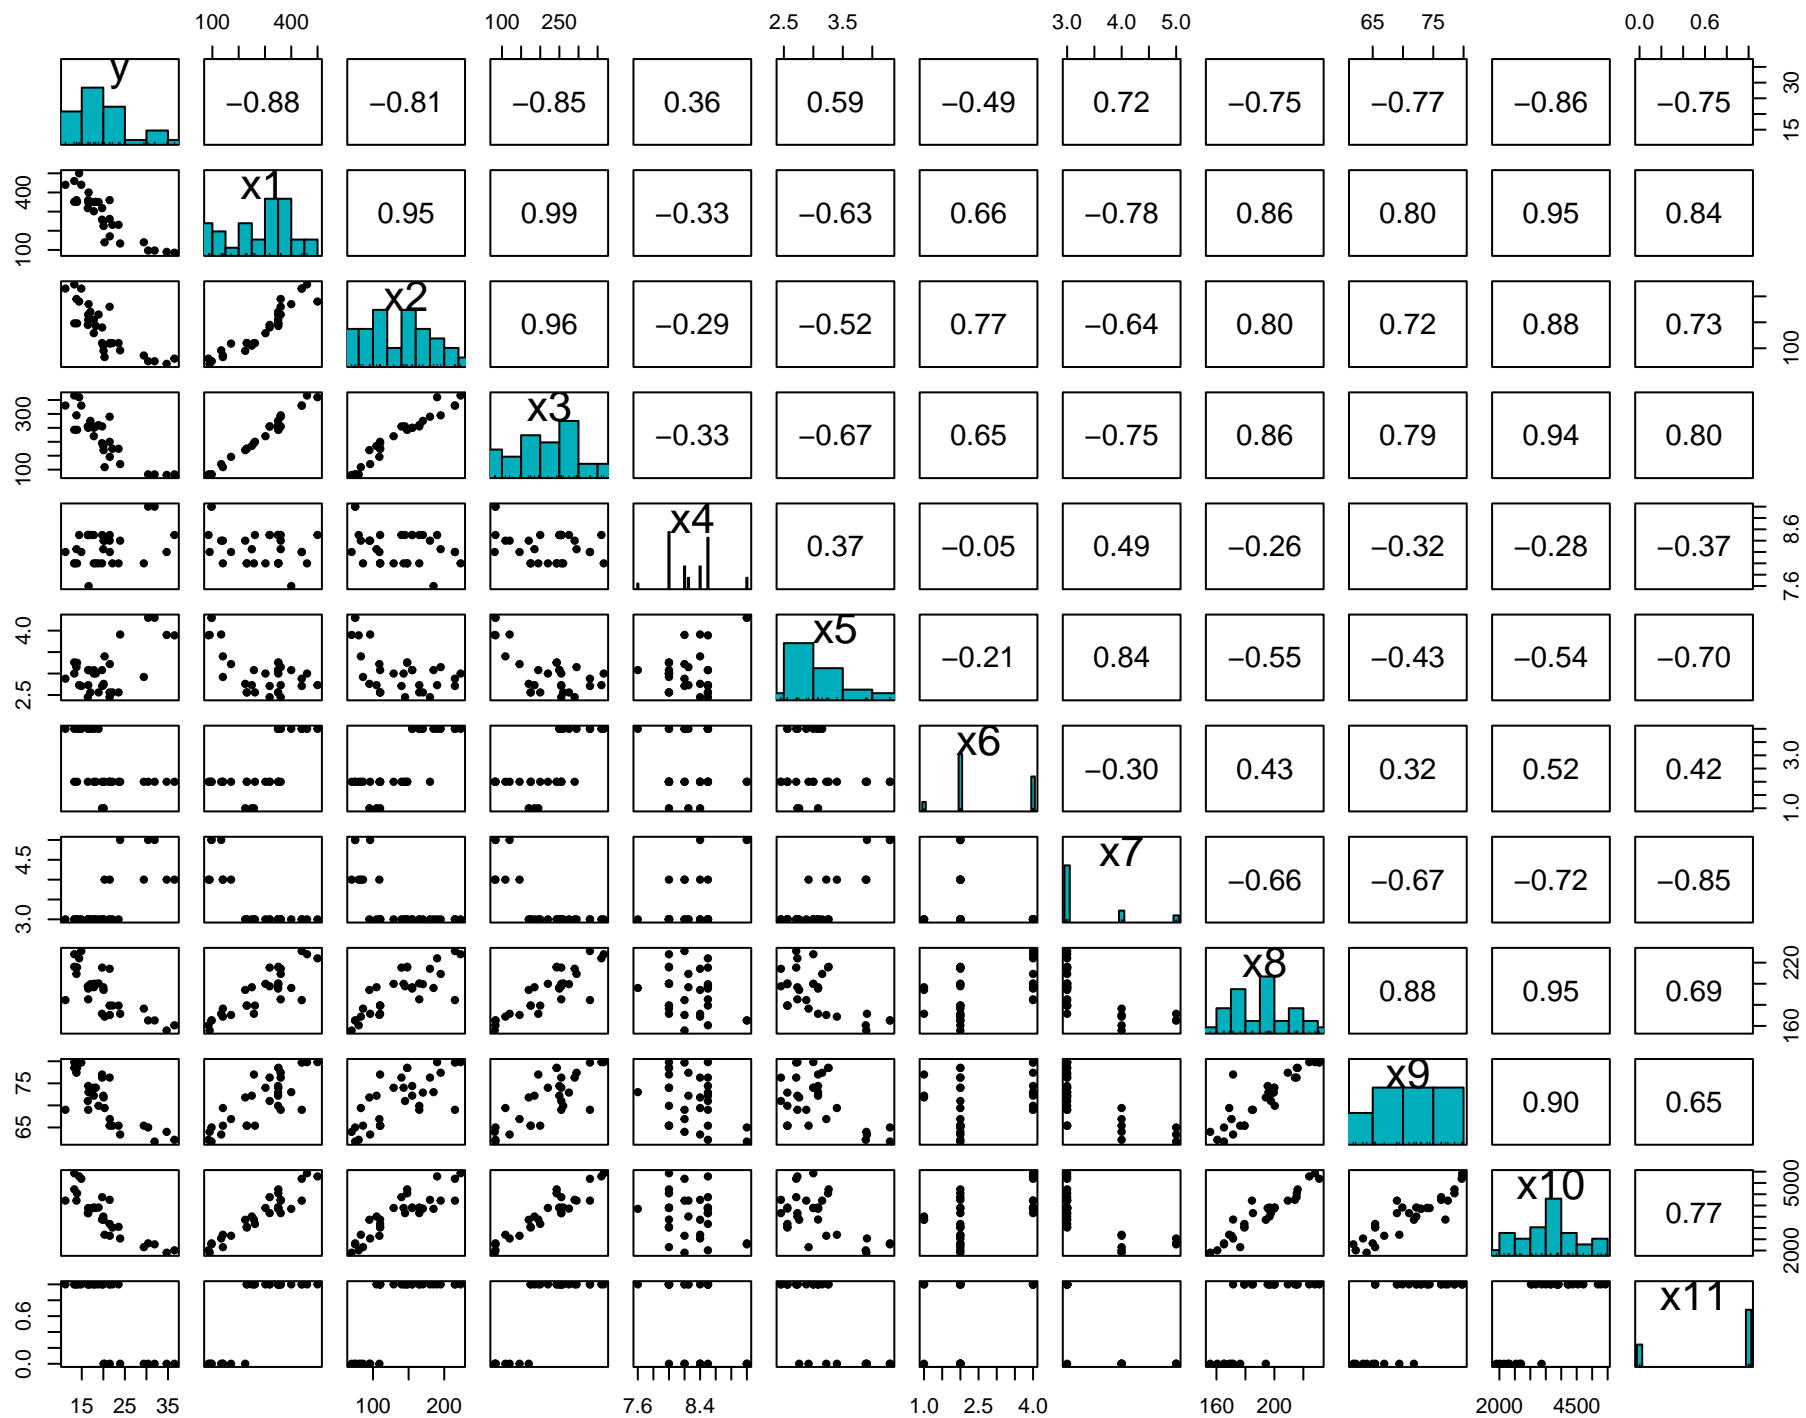 100 400 100 250 2.5 3.5 3.0 4.0 5.0 65 75 0.0 0.6
y −0.88 −0.81 −0.85 0.36 0.59 −0.49 0.72 −0.75 −0.77 −0.86 −0.75 15 30
100 400 x1 0.95 0.99 −0.33 −0.63 0.66 −0.78 0.86 0.80 0.95 0.84
x2 0.96 −0.29 −0.52 0.77 −0.64 0.80 0.72 0.88 0.73 100
100 300 x3 −0.33 −0.67 0.65 −0.75 0.86 0.79 0.94 0.80
x4 0.37 −0.05 0.49 −0.26 −0.32 −0.28 −0.37 7.6 8.6
2.5 4.0 x5 −0.21 0.84 −0.55 −0.43 −0.54 −0.70
x6 −0.30 0.43 0.32 0.52 0.42 1.0 3.0
3.0 4.5 x7 −0.66 −0.67 −0.72 −0.85
x8 0.88 0.95 0.69 160 220
65 75 x9 0.90 0.65
x10 0.77 2000 5000
0.0 0.6 x11
15 25 35 100 200 7.6 8.4 1.0 2.5 4.0 160 200 2000 4500